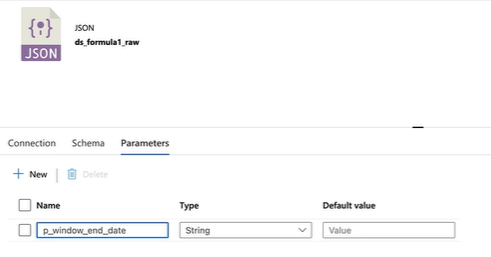 JSON
JSON
ds_formula1_raw
Connection Schema Parameters
+ New Delete
Name Type Default value
p_window_end_date String Value